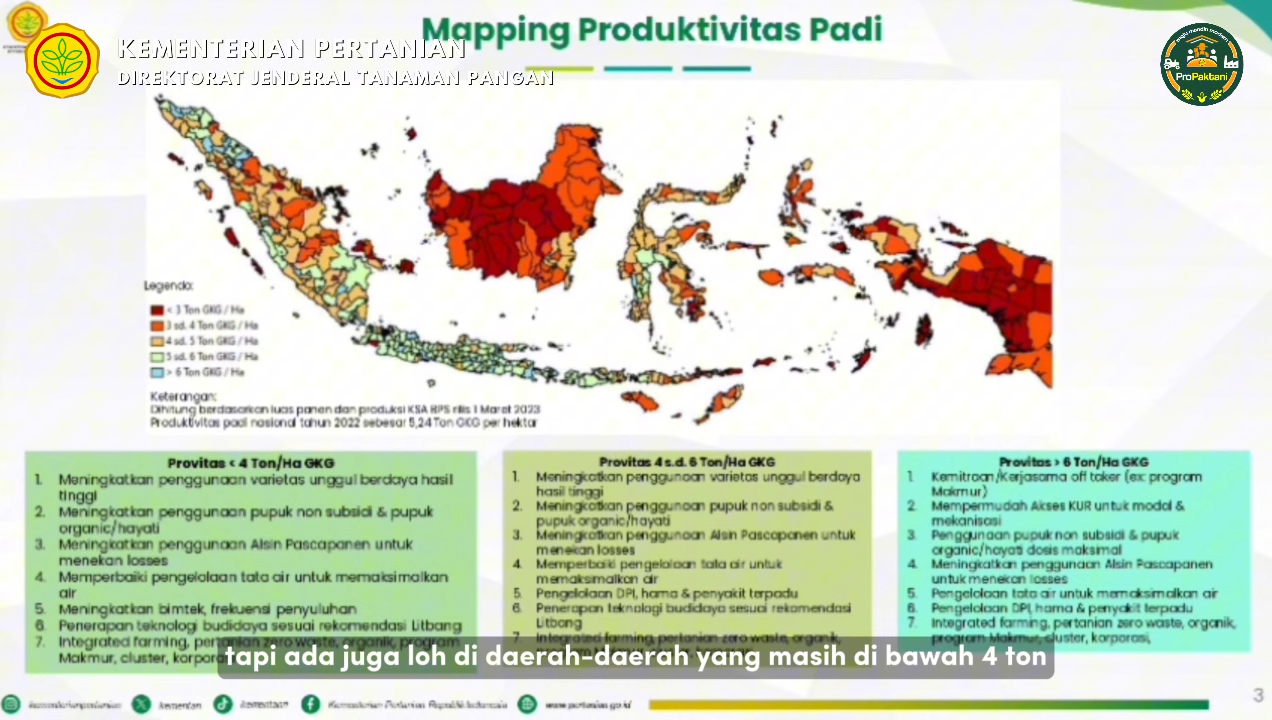 Mapping Produktivitas Padi
KEMENTERIAN PERTANIAN
DIREKTORAT JENDERAL TANAMAN PANGAN
ProPaktani
Legenda:
< 3 Ton GKG / Ha
3 sd. 4 Ton GKG / Ha
4 sd. 5 Ton GKG / Ha
5 sd. 6 Ton GKG / Ha
> 6 Ton GKG / Ha
Keterangan:
Dihitung berdasarkan luas panen dan produksi KSA BPS rilis 1 Maret 2023
Produktivitas padi nasional tahun 2022 sebesar 5,24 Ton GKG per hektar
Provitas < 4 Ton/Ha GKG
1. Meningkatkan penggunaan varietas unggul berdaya hasil
tinggi
2. Meningkatkan penggunaan pupuk non subsidi & pupuk
organic/hayati
3. Meningkatkan penggunaan Alsin Pascapanen untuk
menekan losses
4. Memperbaiki pengelolaan tata air untuk memaksimalkan
air
5. Meningkatkan bimtek, frekuensi penyuluhan
6. Penerapan teknologi budidaya sesuai rekomendasi Litbang
7. Integrated farming, pertanian zero waste, organik, program
Makmur, cluster,
Provitas 4 s.d. 6 Ton/Ha GKG
1. Meningkatkan penggunaan varietas unggul berdaya
hasil tinggi
2. Meningkatkan penggunaan pupuk non subsidi &
pupuk organic/hayati
3. Meningkatkan penggunaan Alsin Pascapanen untuk
menekan losses
4. Memperbaiki pengelolaan tata air untuk
memaksimalkan air
5. Pengelolaan DPI, hama & penyakit terpadu
6. Penerapan teknologi budidaya sesuai rekomendasi
Litbang
7. Integrated farming, pertanian zero waste, organik,
Provitas > 6 Ton/Ha GKG
1. Kemitraan/Kerjasama off taker (ex: program
Makmur)
2. Mempermudah Akses KUR untuk modal &
mekanisasi
3. Penggunaan pupuk non subsidi & pupuk
organic/hayati dosis maksimal
4. Meningkatkan penggunaan Alsin Pascapanen
untuk menekan losses
5. Pengelolaan tata air untuk memaksimalkan air
6. Pengelolaan DPI, hama & penyakit terpadu
7. Integrated farming, pertanian zero waste, organik,
program Makmur, cluster, korporasi,
tapi ada juga loh di daerah-daerah yang masih di bawah 4 ton
kementerianpertanian
kementan
kementaan
Kementerian Pertanian Republik Indonesia
www.pertanian.go.id
3